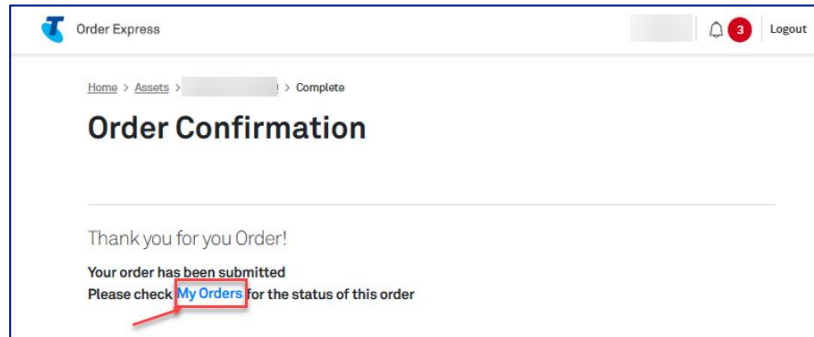 Order Express
3
Logout
Home > Assets > > Complete
Order Confirmation
Thank you for you Order!
Your order has been submitted
Please check My Orders for the status of this order